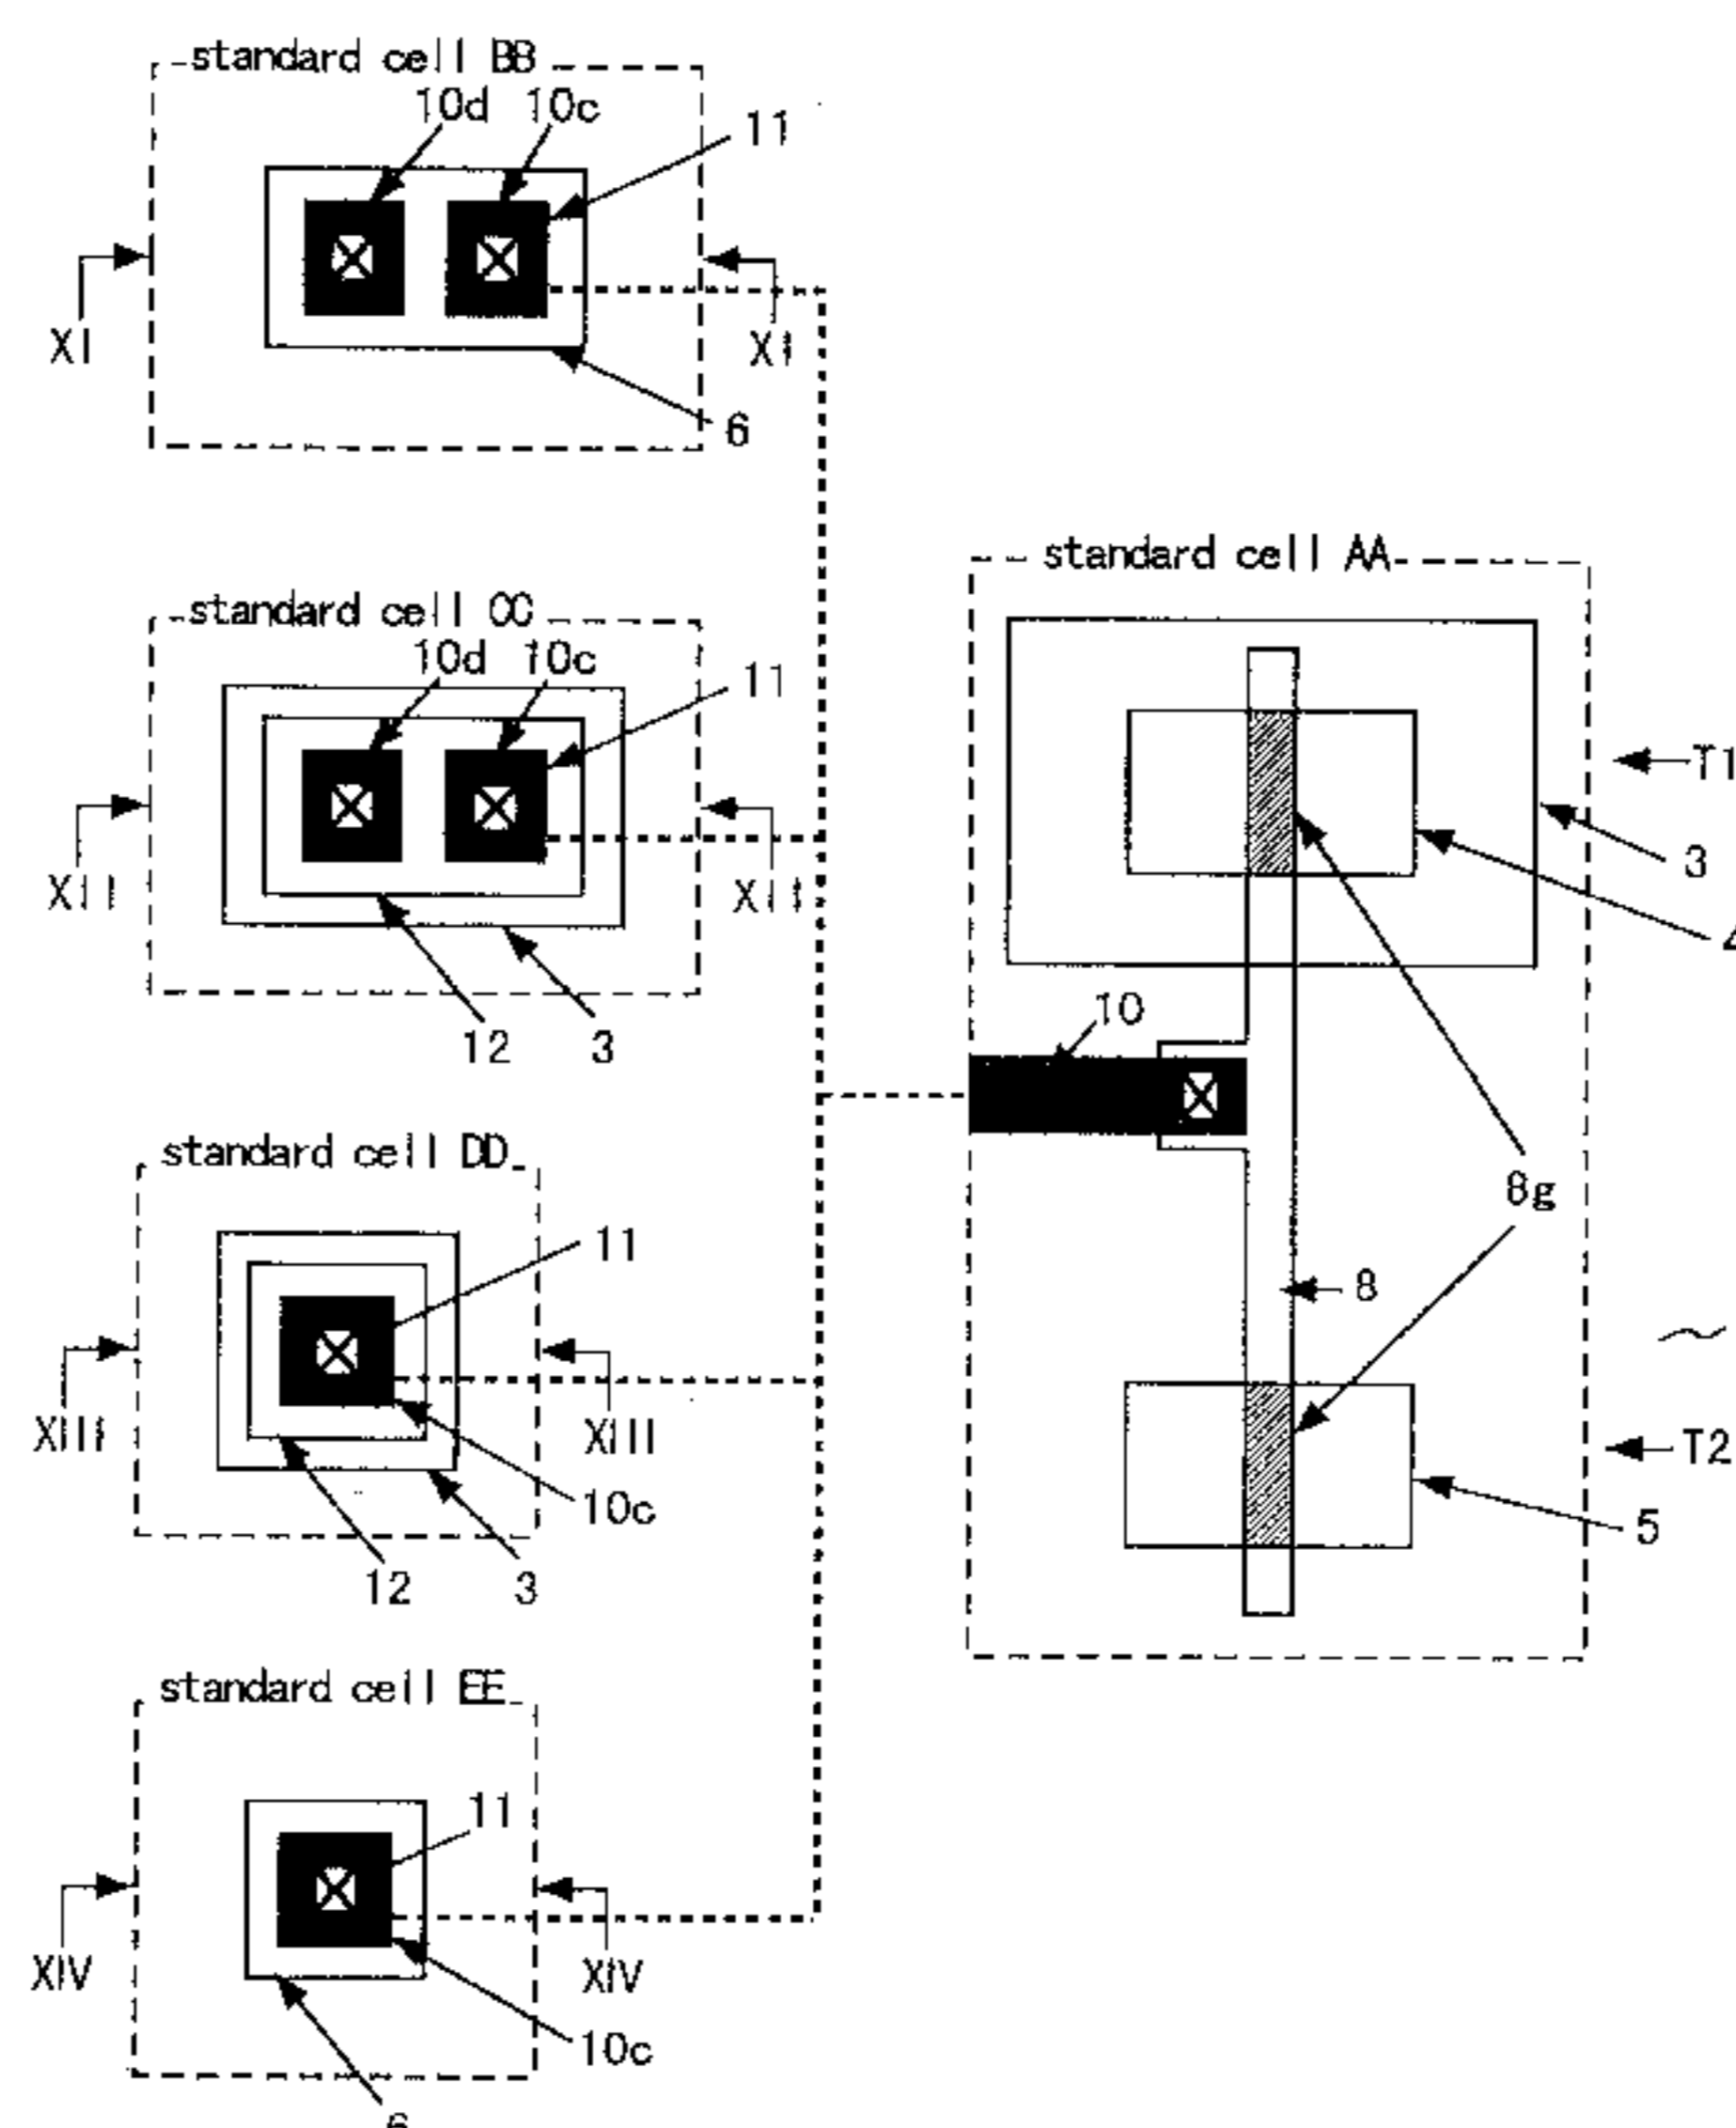 standard cell BB
10d 10c
11
XI XI
6
standard cell CC
10d 10c
11
XII XII
12 3
standard cell AA
T1
3
4
10
8g
8
T2
5
standard cell DD
11
XIII XIII
10c
12 3
standard cell EE
11
XIV XIV
10c
6